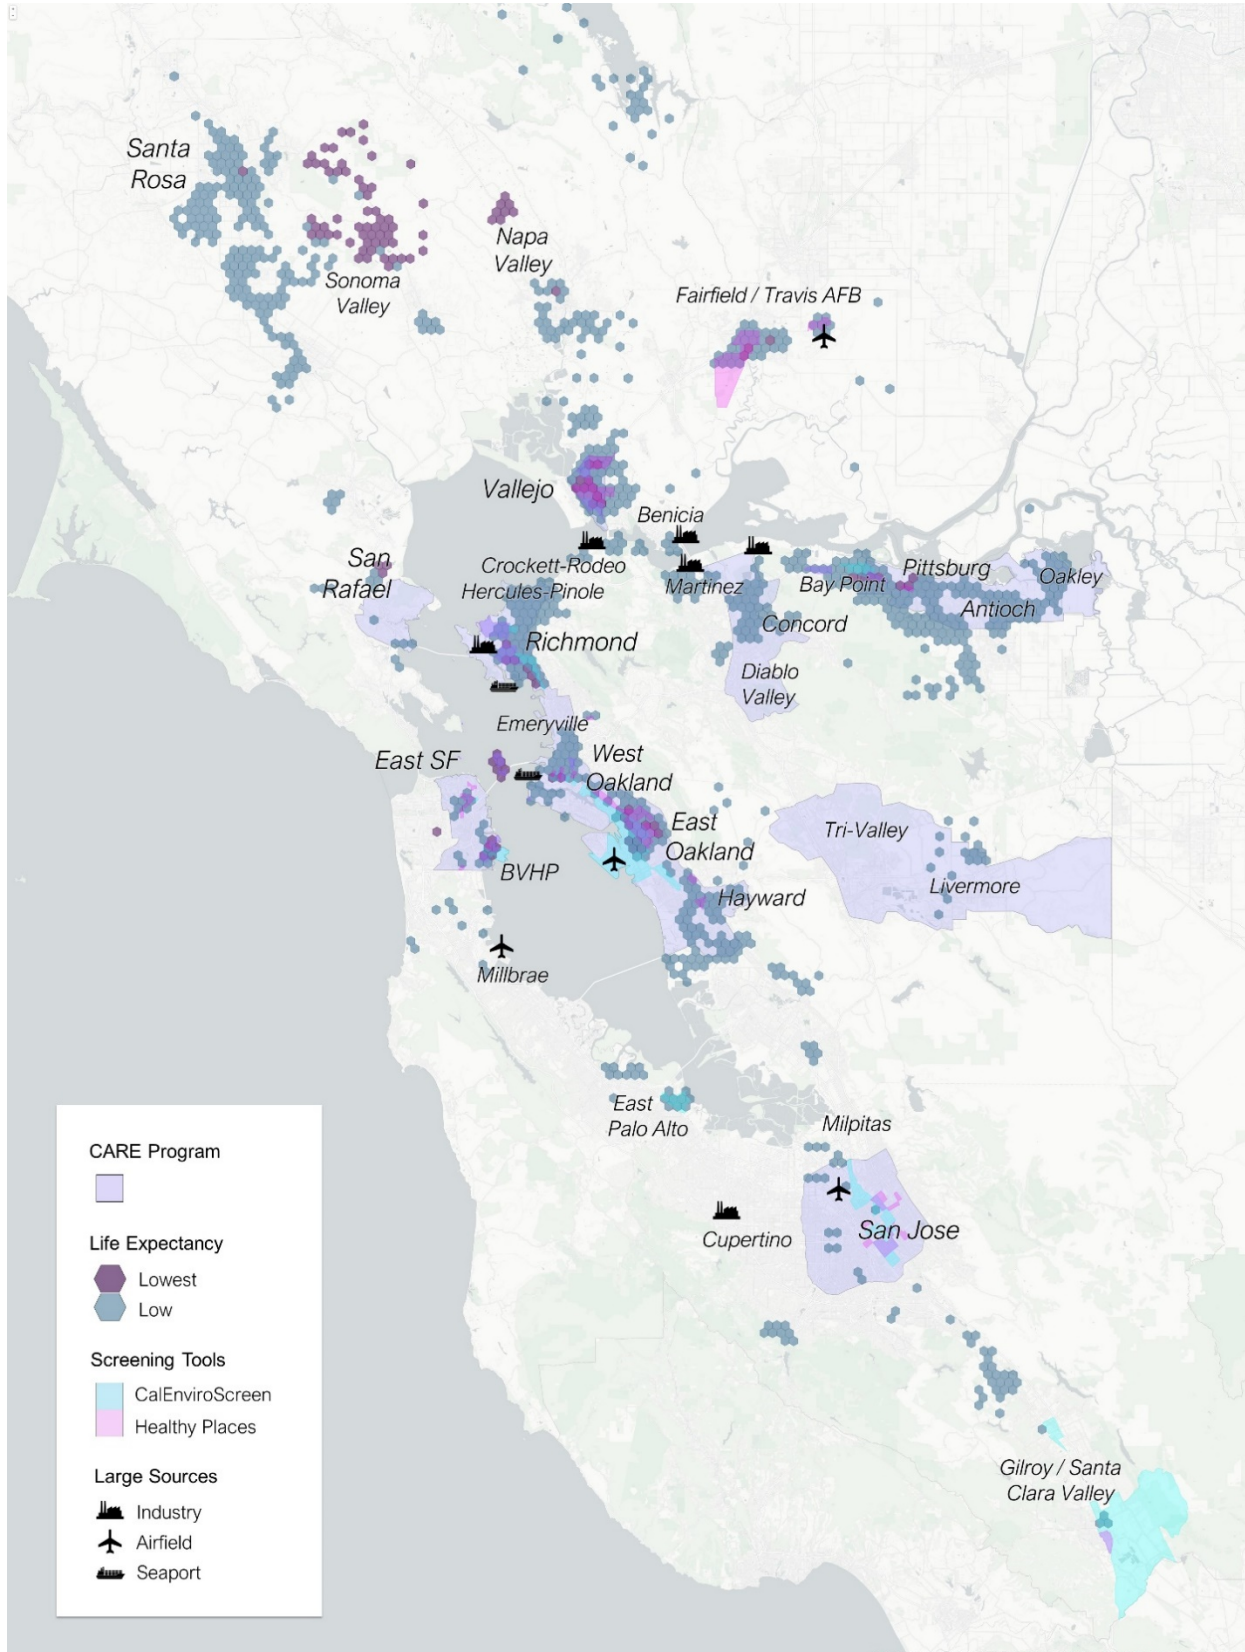 Santa
Rosa
Napa
Valley
Sonoma
Valley
Fairfield / Travis AFB
Vallejo
Benicia
San
Rafael
Crockett-Rodeo
Hercules-Pinole
Martinez
Bay Point
Pittsburg
Oakley
Antioch
Concord
Richmond
Diablo
Valley
Emeryville
East SF
West
Oakland
East
Oakland
Tri-Valley
BVHP
Livermore
Hayward
Millbrae
East
Palo Alto
Milpitas
Cupertino
San Jose
Gilroy / Santa
Clara Valley
CARE Program
Life Expectancy
Lowest
Low
Screening Tools
CalEnviroScreen
Healthy Places
Large Sources
Industry
Airfield
Seaport